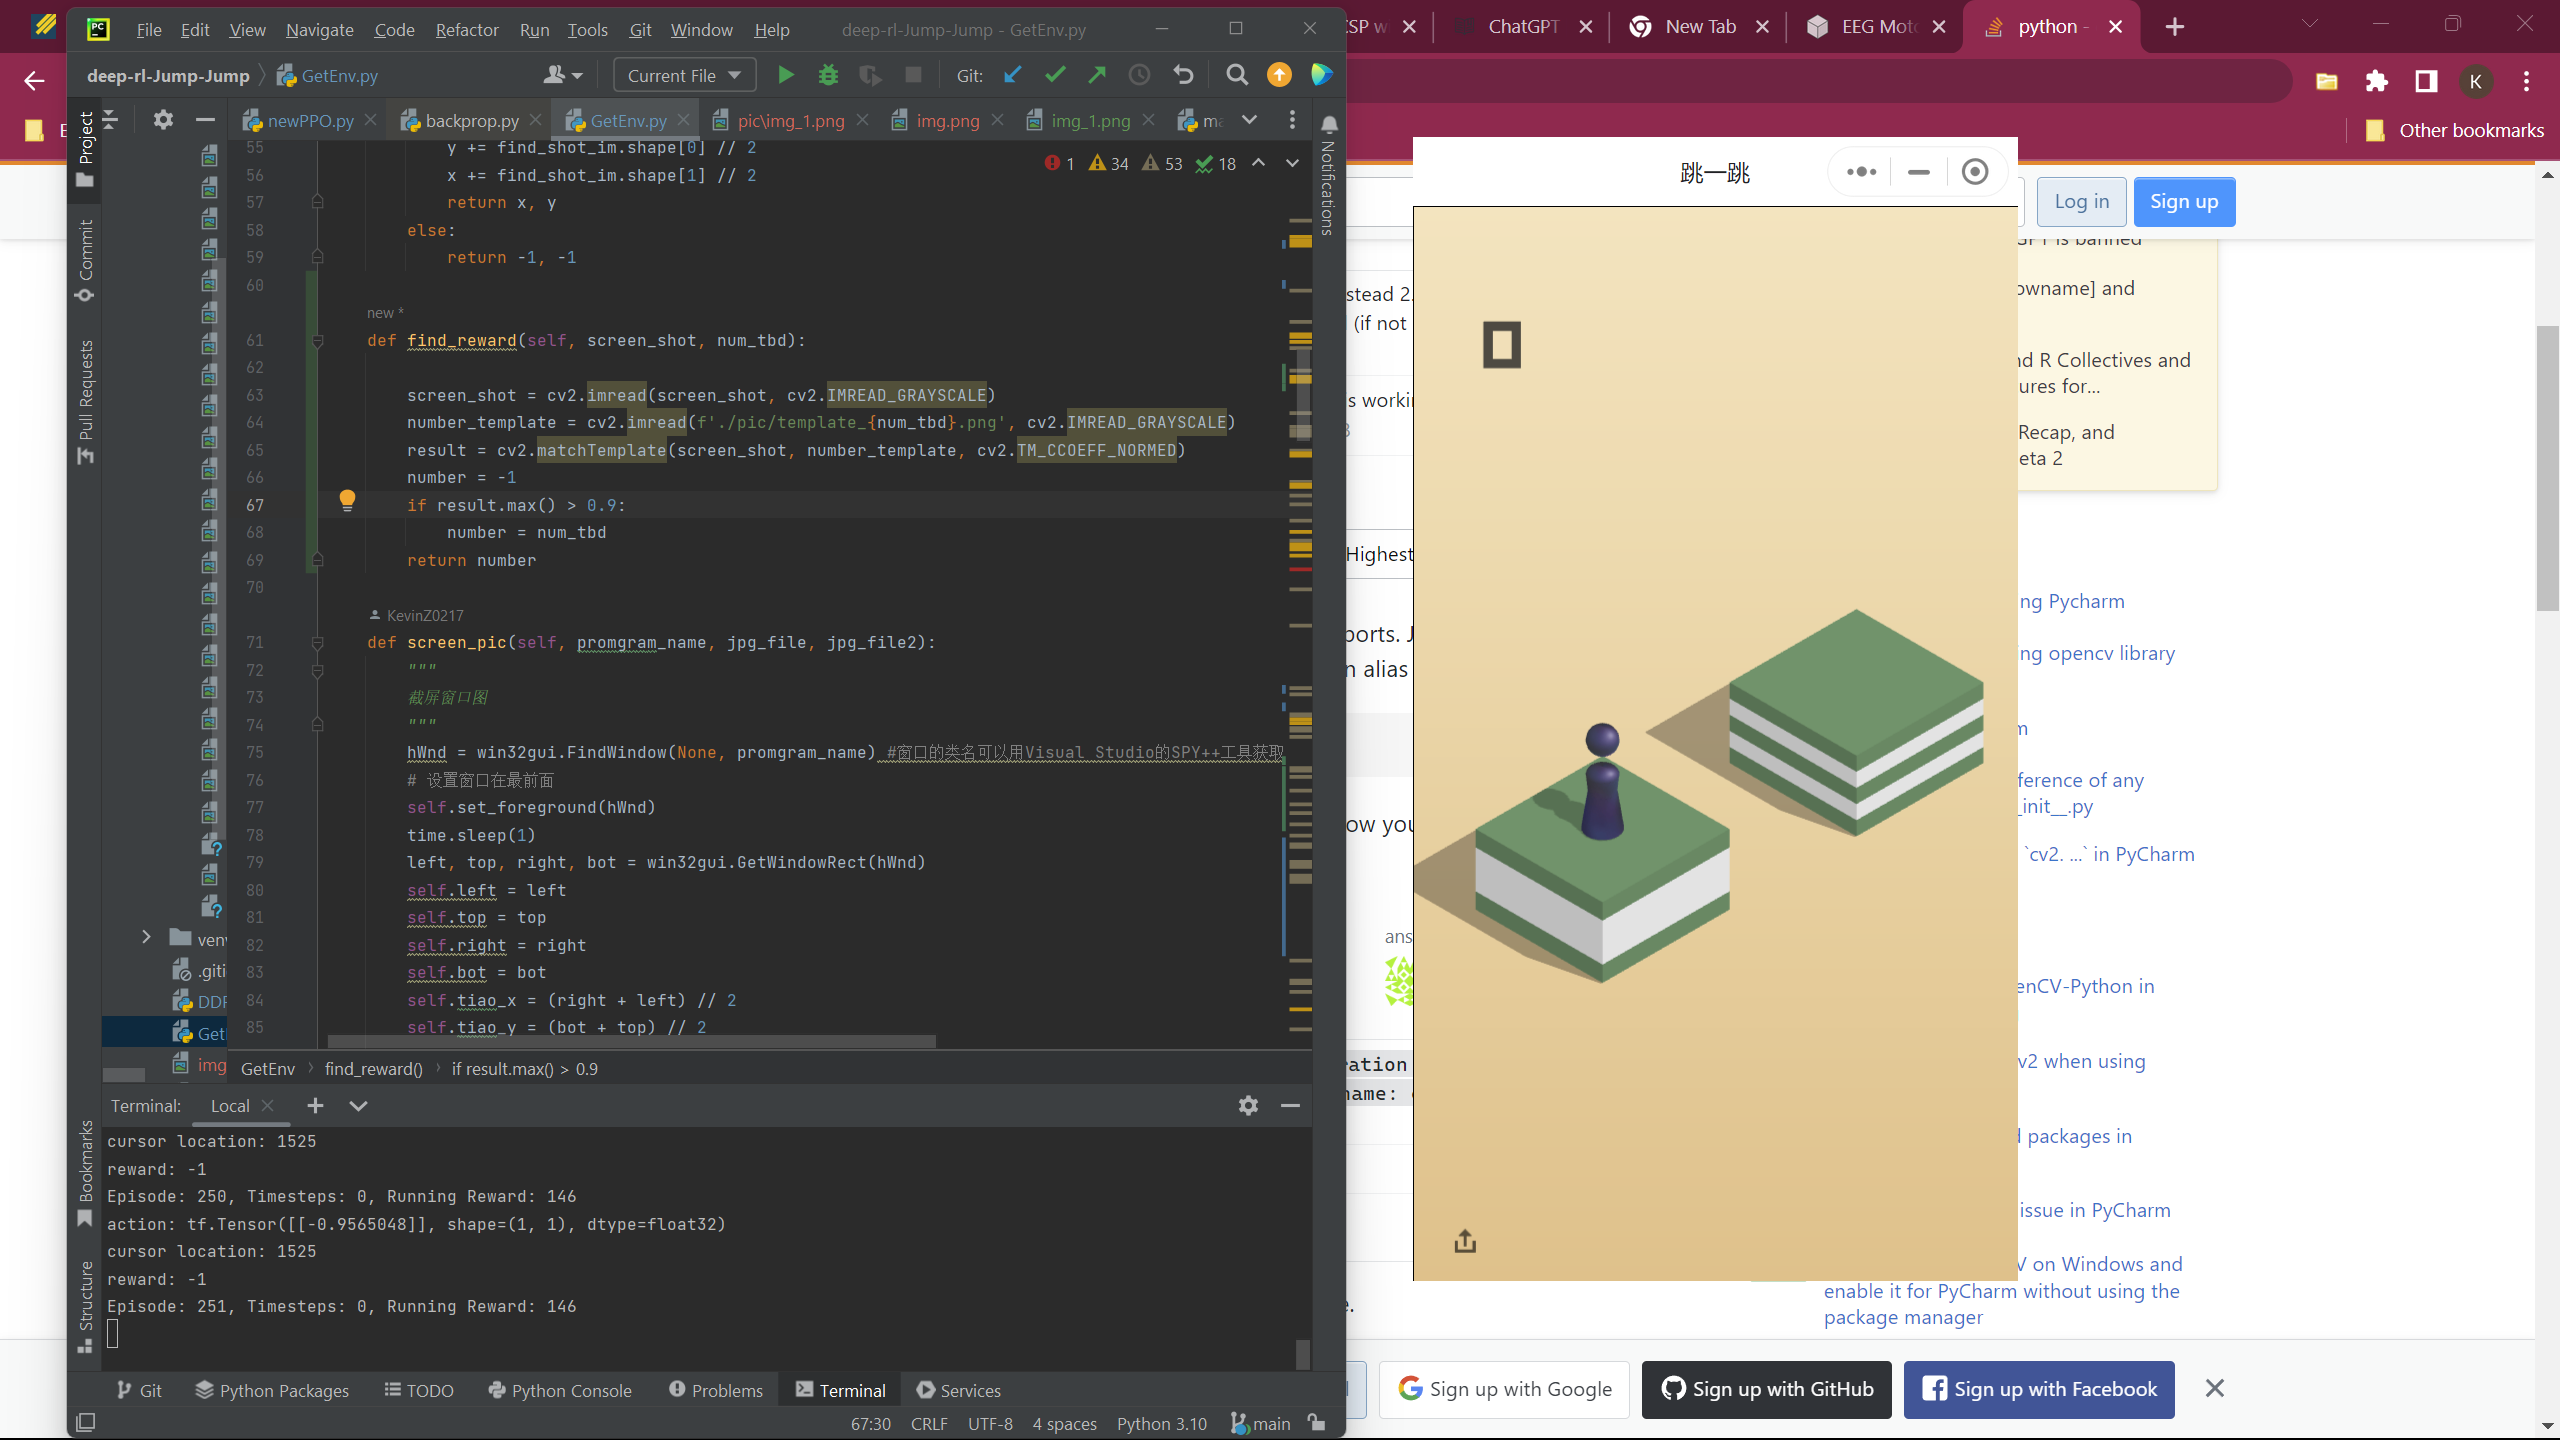 File Edit View Navigate Code Refactor Run Tools Git Window Help deep-rl-Jump-Jump - GetEnv.py
ChatGPT
New Tab
EEG Moto
python -
deep-rl-Jump-Jump GetEnv.py
Current File
Git:
K
newPPO.py
backprop.py
GetEnv.py
pic\img_1.png
img.png
img_1.png
Other bookmarks
Project
Commit
Pull Requests
Bookmarks
Structure
Notifications
1 34 53 18
55 y += find_shot_im.shape[0] // 2
56 x += find_shot_im.shape[1] // 2
57 return x, y
58 else:
59 return -1, -1
60
new *
61 def find_reward(self, screen_shot, num_tbd):
62
63 screen_shot = cv2.imread(screen_shot, cv2.IMREAD_GRAYSCALE)
64 number_template = cv2.imread(f'./pic/template_{num_tbd}.png', cv2.IMREAD_GRAYSCALE)
65 result = cv2.matchTemplate(screen_shot, number_template, cv2.TM_CCOEFF_NORMED)
66 number = -1
67 if result.max() > 0.9:
68 number = num_tbd
69 return number
70
KevinZ0217
71 def screen_pic(self, promgram_name, jpg_file, jpg_file2):
72 """
73 截屏窗口图
74 """
75 hWnd = win32gui.FindWindow(None, promgram_name) #窗口的类名可以用Visual Studio的SPY++工具获取
76 # 设置窗口在最前面
77 self.set_foreground(hWnd)
78 time.sleep(1)
79 left, top, right, bot = win32gui.GetWindowRect(hWnd)
80 self.left = left
81 self.top = top
82 self.right = right
83 self.bot = bot
84 self.tiao_x = (right + left) // 2
85 self.tiao_y = (bot + top) // 2
venv
.giti
DDP
Get
img
GetEnv find_reward() if result.max() > 0.9
Terminal: Local
cursor location: 1525
reward: -1
Episode: 250, Timesteps: 0, Running Reward: 146
action: tf.Tensor([[-0.9565048]], shape=(1, 1), dtype=float32)
cursor location: 1525
reward: -1
Episode: 251, Timesteps: 0, Running Reward: 146
Git Python Packages TODO Python Console Problems Terminal Services
67:30 CRLF UTF-8 4 spaces Python 3.10 main
跳一跳
Log in
Sign up
stead 2.
(if not
s worki
Highest
ports. J
n alias
ow you
ans
ration
name:
owname] and
nd R Collectives and
ures for...
Recap, and
eta 2
ng Pycharm
ng opencv library
ference of any
_init__.py
`cv2. ...` in PyCharm
enCV-Python in
v2 when using
packages in
issue in PyCharm
V on Windows and
enable it for PyCharm without using the
package manager
Sign up with Google
Sign up with GitHub
Sign up with Facebook